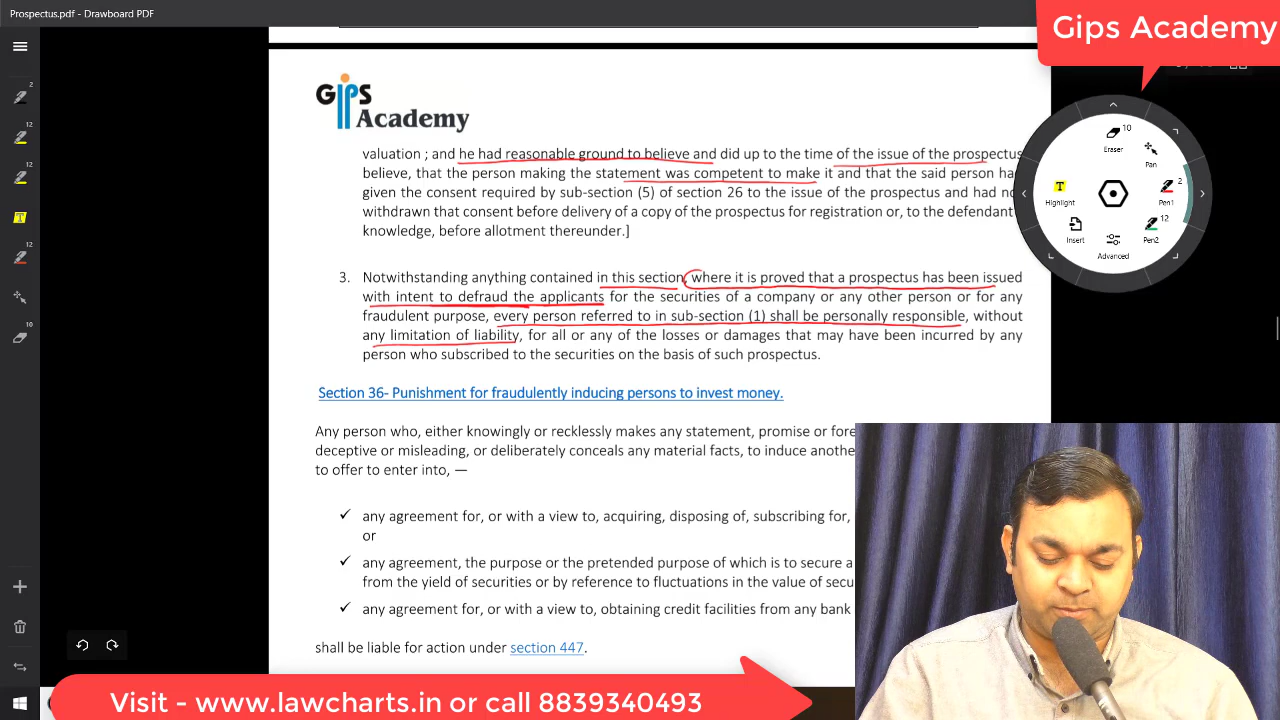 Prospectus.pdf - Drawboard PDF
Gips Academy
GiPS
Academy
valuation ; and he had reasonable ground to believe and did up to the time of the issue of the prospectus
believe, that the person making the statement was competent to make it and that the said person had
given the consent required by sub-section (5) of section 26 to the issue of the prospectus and had not
withdrawn that consent before delivery of a copy of the prospectus for registration or, to the defendant
knowledge, before allotment thereunder.]
3. Notwithstanding anything contained in this section, where it is proved that a prospectus has been issued
with intent to defraud the applicants for the securities of a company or any other person or for any
fraudulent purpose, every person referred to in sub-section (1) shall be personally responsible, without
any limitation of liability, for all or any of the losses or damages that may have been incurred by any
person who subscribed to the securities on the basis of such prospectus.
Section 36- Punishment for fraudulently inducing persons to invest money.
Any person who, either knowingly or recklessly makes any statement, promise or fore
deceptive or misleading, or deliberately conceals any material facts, to induce anothe
to offer to enter into, —
✓ any agreement for, or with a view to, acquiring, disposing of, subscribing for,
or
✓ any agreement, the purpose or the pretended purpose of which is to secure a
from the yield of securities or by reference to fluctuations in the value of secu
✓ any agreement for, or with a view to, obtaining credit facilities from any bank
shall be liable for action under section 447.
2
12
12
12
10
10
Eraser
Pan
2
Pen1
12
Pen2
Advanced
Insert
T
Highlight
Visit - www.lawcharts.in or call 8839340493